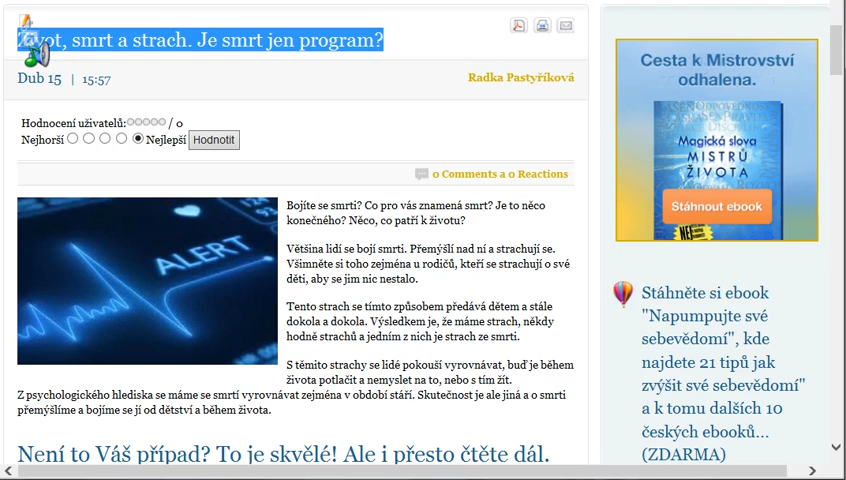 Život, smrt a strach. Je smrt jen program?
Dub 15 | 15:57
Radka Pastyříková
Hodnocení uživatelů: / 0
Nejhorší Nejlepší Hodnotit
0 Comments a 0 Reactions
ALERT
Bojíte se smrti? Co pro vás znamená smrt? Je to něco
konečného? Něco, co patří k životu?
Většina lidí se bojí smrti. Přemýšlí nad ní a strachují se.
Všimněte si toho zejména u rodičů, kteří se strachují o své
děti, aby se jim nic nestalo.
Tento strach se tímto způsobem předává dětem a stále
dokola a dokola. Výsledkem je, že máme strach, někdy
hodně strachů a jedním z nich je strach ze smrti.
S těmito strachy se lidé pokouší vyrovnávat, buď je během
života potlačit a nemyslet na to, nebo s tím žít.
Z psychologického hlediska se máme se smrtí vyrovnávat zejména v období stáří. Skutečnost je ale jiná a o smrti
přemýšlíme a bojíme se jí od dětství a během života.
Není to Váš případ? To je skvělé! Ale i přesto čtěte dál.
Cesta k Mistrovství
odhalena.
Magická slova
MISTRŮ
ŽIVOTA
Stáhnout ebook
Stáhněte si ebook
"Napumpujte své
sebevědomí", kde
najdete 21 tipů jak
zvýšit své sebevědomí"
a k tomu dalších 10
českých ebooků...
(ZDARMA)